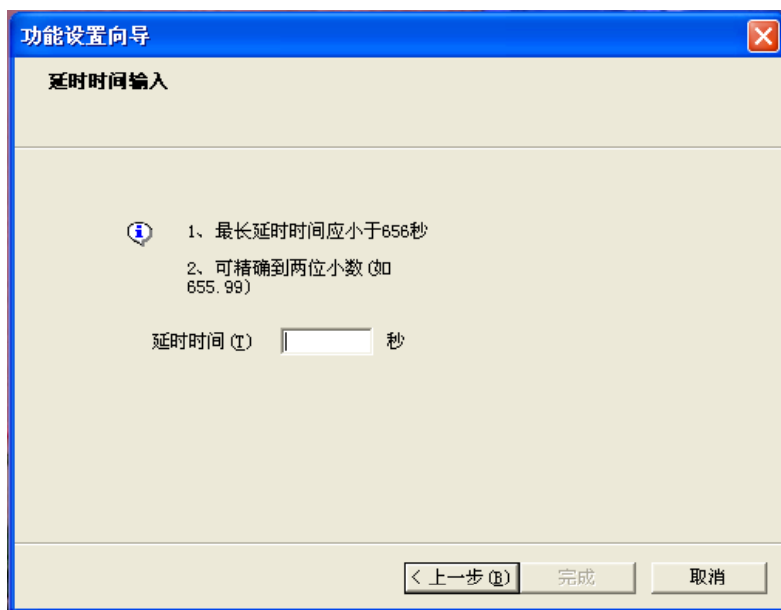 功能设置向导
延时时间输入
1、最长延时时间应小于656秒
2、可精确到两位小数(如
655.99)
延时时间(T) 秒
< 上一步(B) 完成 取消